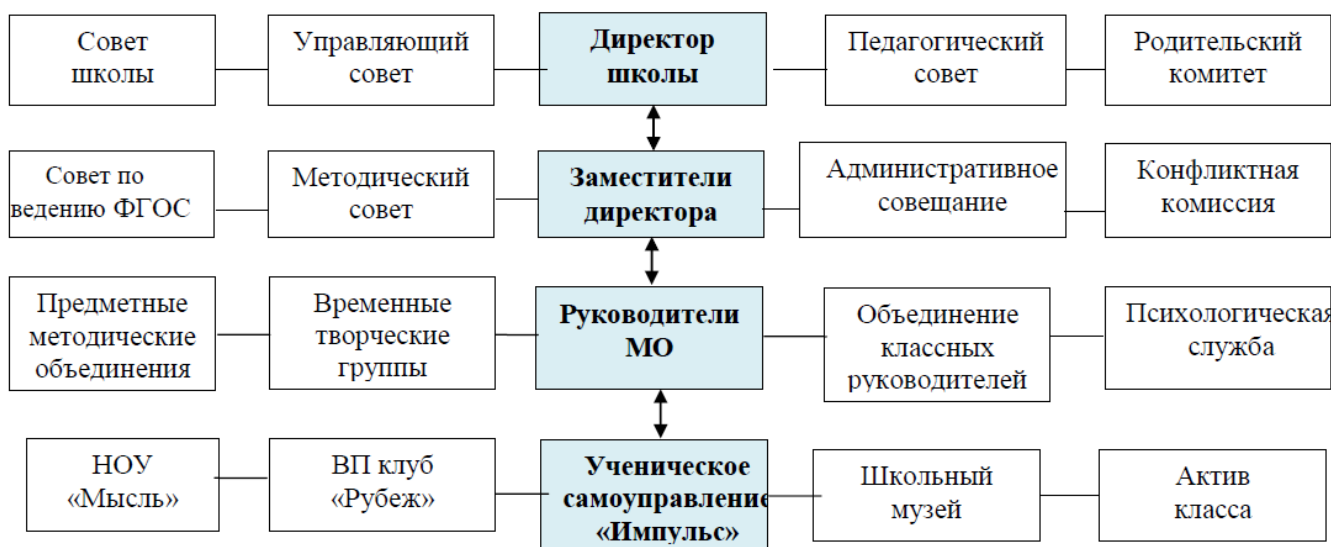 Совет
школы
Управляющий
совет
Директор
школы
Педагогический
совет
Родительский
комитет
Совет по
ведению ФГОС
Методический
совет
Заместители
директора
Административное
совещание
Конфликтная
комиссия
Предметные
методические
объединения
Временные
творческие
группы
Руководители
МО
Объединение
классных
руководителей
Психологическая
служба
НОУ
«Мысль»
ВП клуб
«Рубеж»
Ученическое
самоуправление
«Импульс»
Школьный
музей
Актив
класса